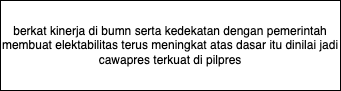 berkat kinerja di bumn serta kedekatan dengan pemerintah
membuat elektabilitas terus meningkat atas dasar itu dinilai jadi
cawapres terkuat di pilpres